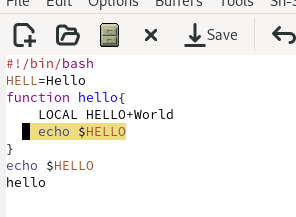 Edit Options Buffers Tools Sh-S
Save
#!/bin/bash
HELL=Hello
function hello{
    LOCAL HELLO+World
    echo $HELLO
}
echo $HELLO
hello